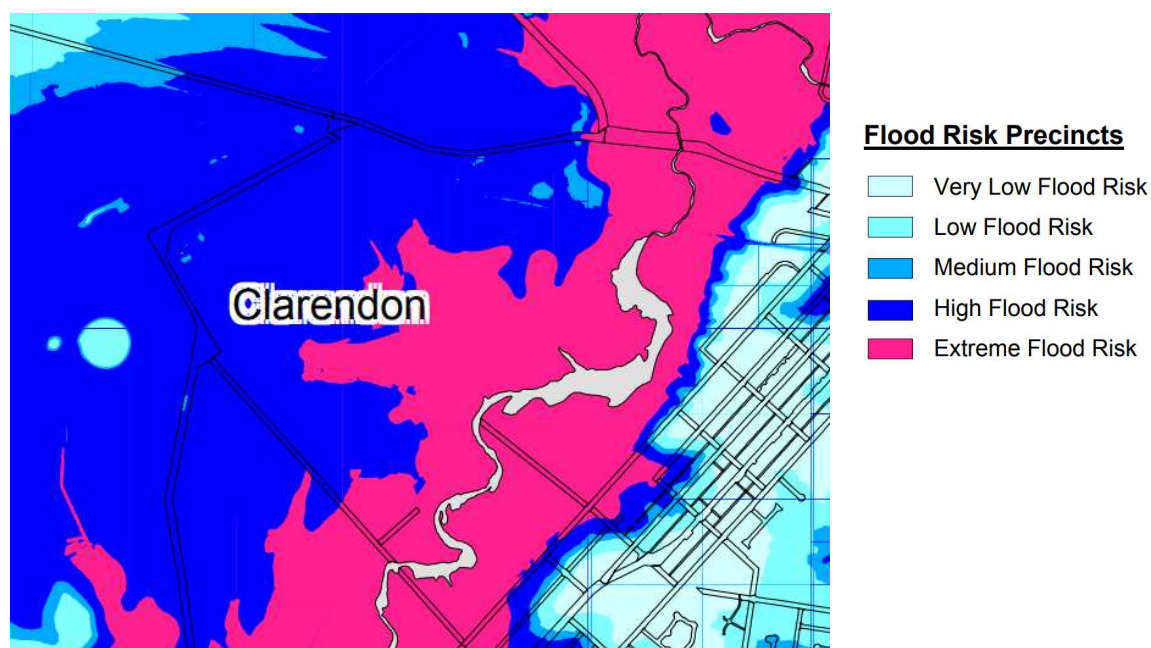 Clarendon
Flood Risk Precincts
Very Low Flood Risk
Low Flood Risk
Medium Flood Risk
High Flood Risk
Extreme Flood Risk